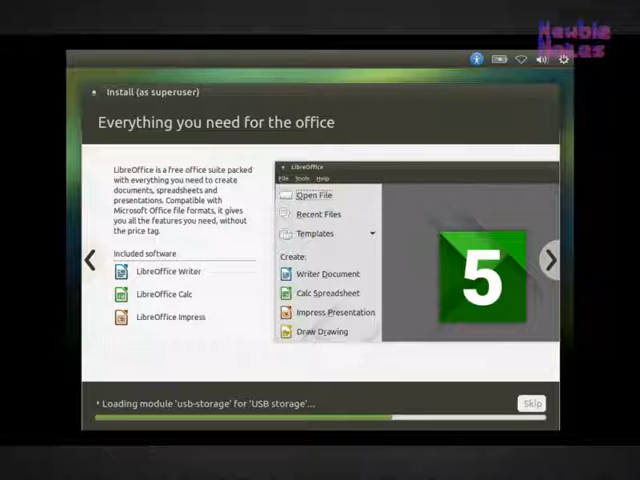 Newbie
Notes
Install (as superuser)
Everything you need for the office
LibreOffice is a free office suite packed
with everything you need to create
documents, spreadsheets and
presentations. Compatible with
Microsoft Office file formats, it gives
you all the features you need, without
the price tag.
Included software
LibreOffice Writer
LibreOffice Calc
LibreOffice Impress
LibreOffice
File Tools Help
Open File
Recent Files
Templates
Create:
Writer Document
Calc Spreadsheet
Impress Presentation
Draw Drawing
5
Loading module 'usb-storage' for 'USB storage'...
Skip